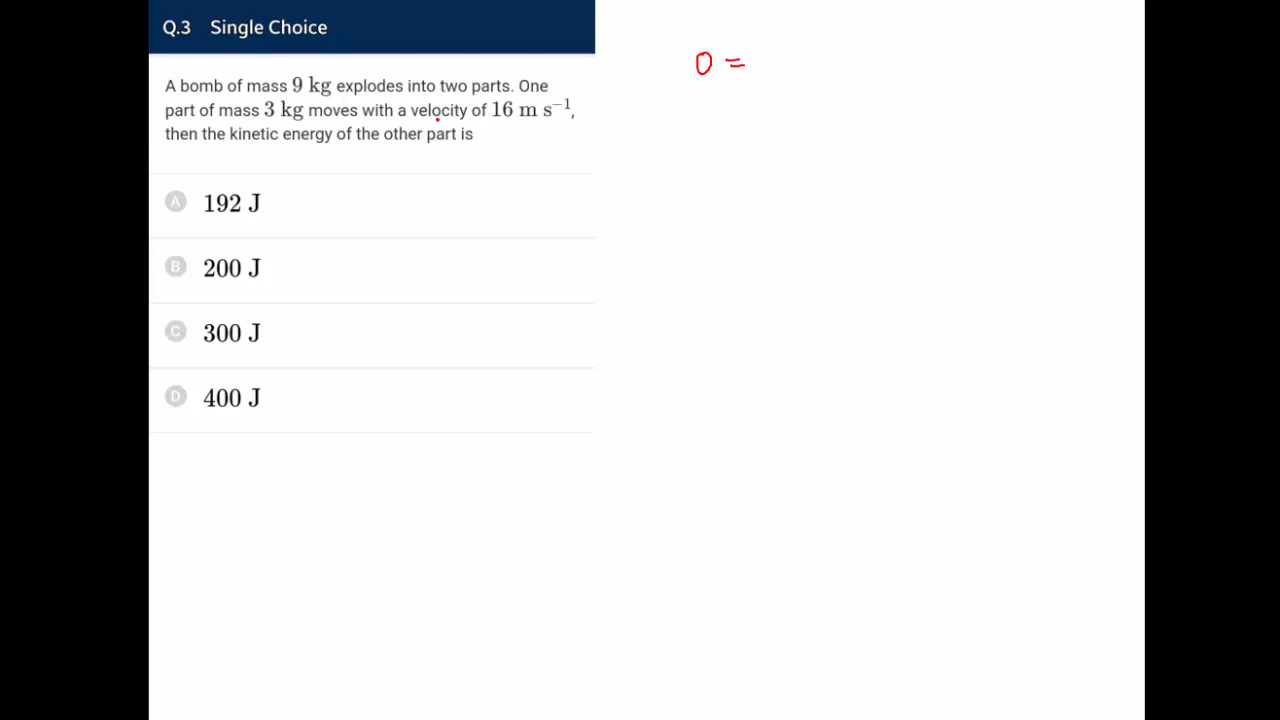 Q.3 Single Choice
A bomb of mass 9 kg explodes into two parts. One
part of mass 3 kg moves with a velocity of 16 m s⁻¹,
then the kinetic energy of the other part is
A 192 J
B 200 J
C 300 J
D 400 J
0 =